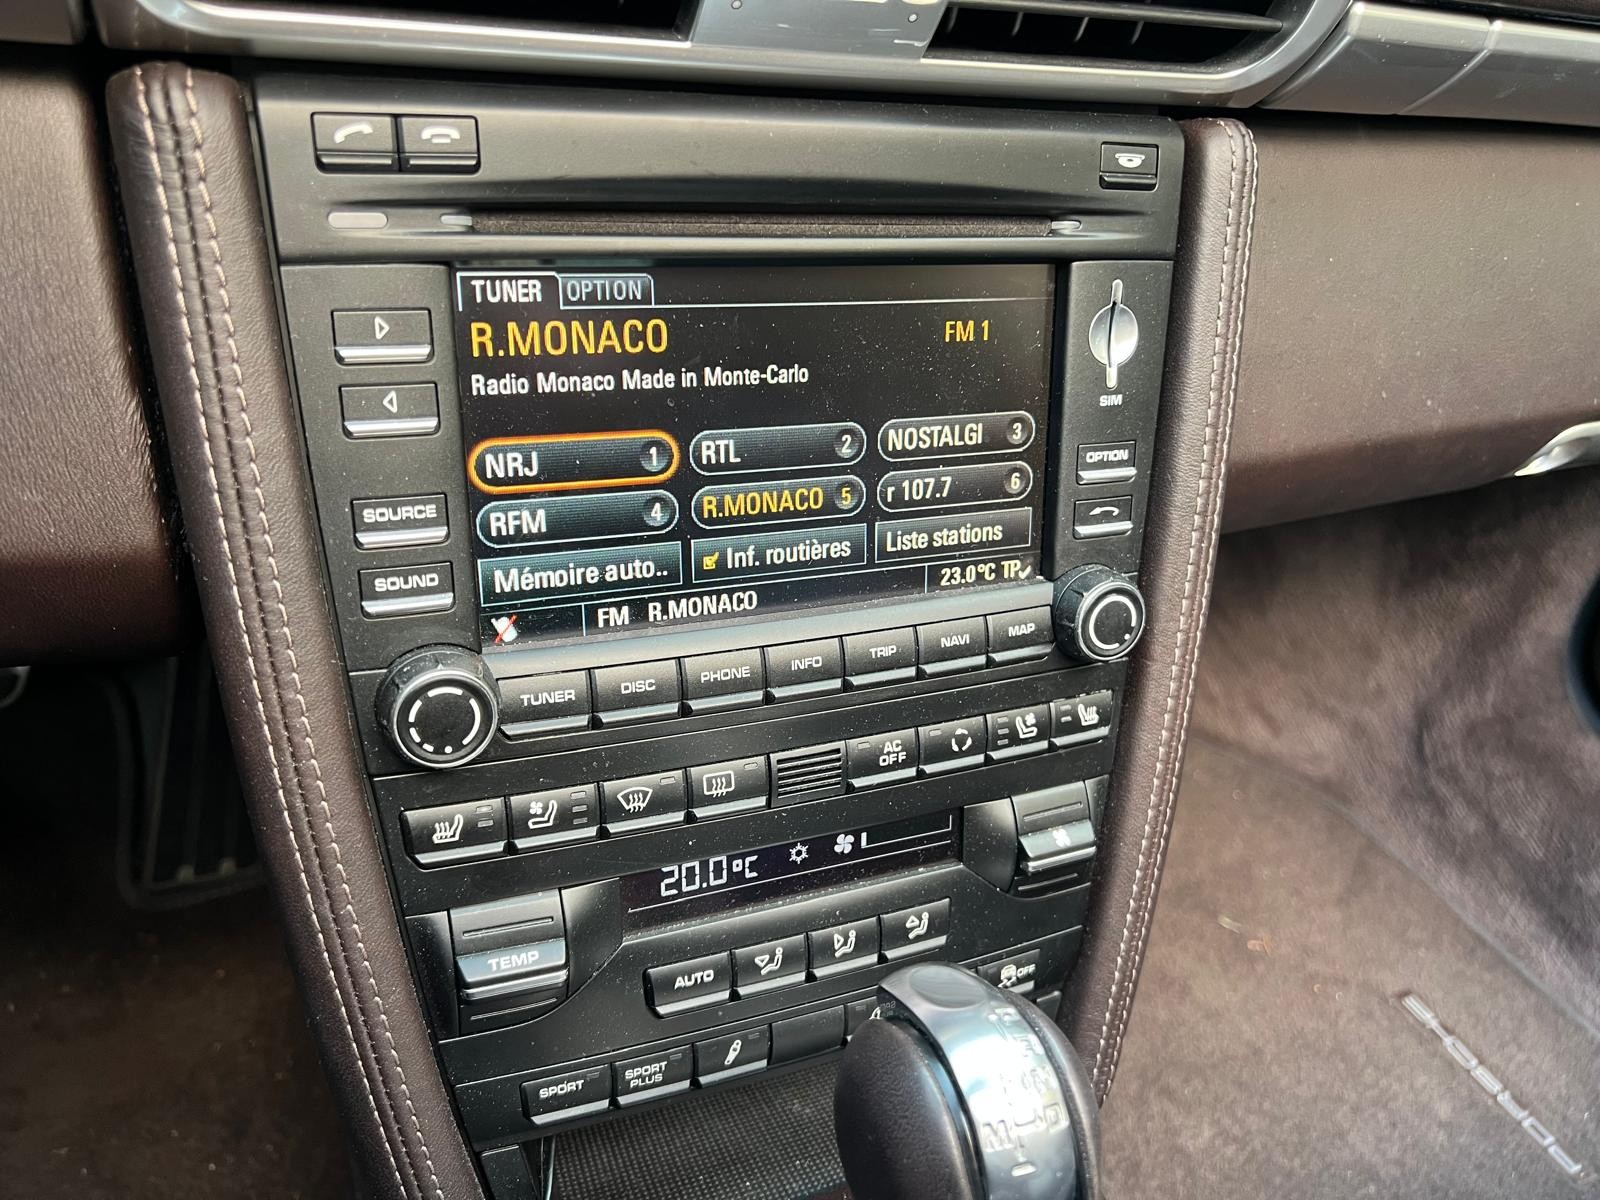 TUNER OPTION
R.MONACO FM 1
Radio Monaco Made in Monte-Carlo
SIM
NRJ 1 RTL 2 NOSTALGI 3
RFM 4 R.MONACO 5 r 107.7 6
Mémoire auto.. Inf. routières Liste stations
23.0°C TP
FM R.MONACO
OPTION
SOURCE
SOUND
TUNER DISC PHONE INFO TRIP NAVI MAP
AC OFF
20.0°C
TEMP
AUTO
OFF
SPORT SPORT PLUS
M
PORSCHE